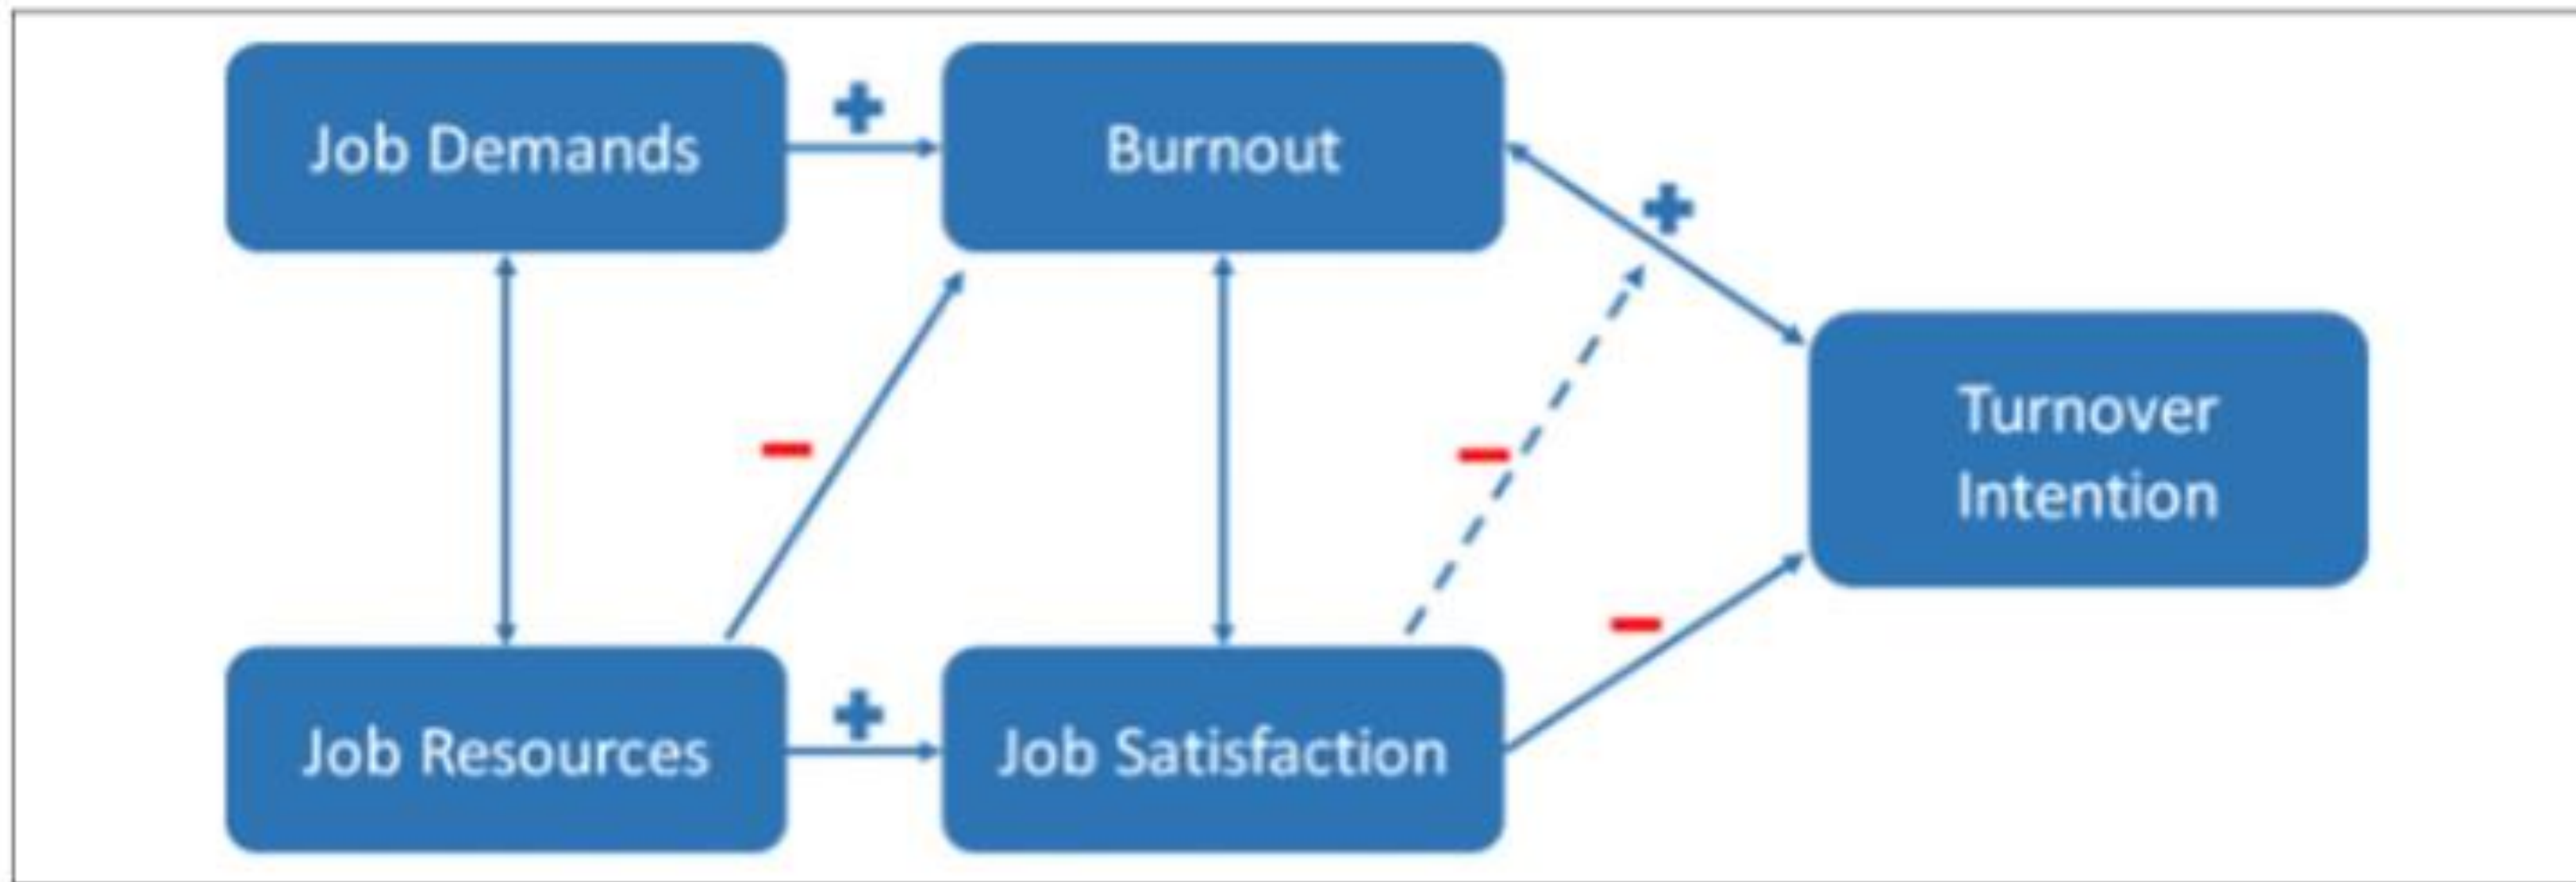 Job Demands
+
Burnout
+
Turnover
Intention
-
-
-
Job Resources
+
Job Satisfaction